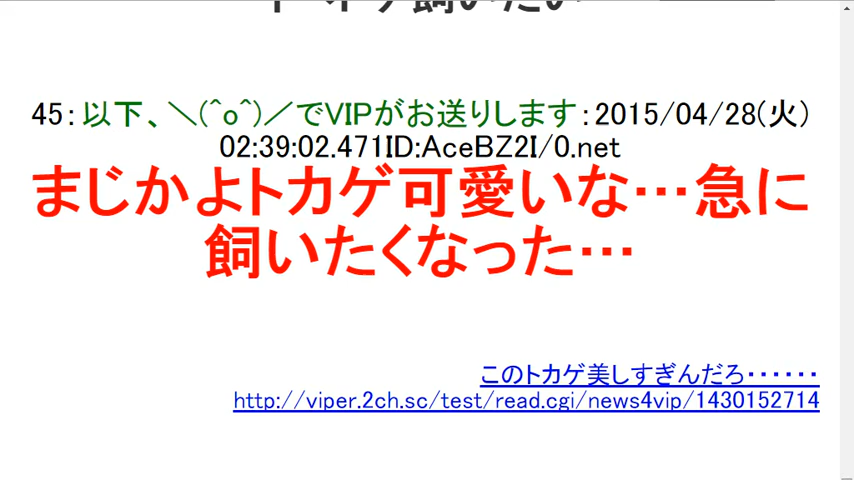 45：以下、＼(^o^)／でVIPがお送りします：2015/04/28(火)
02:39:02.471ID:AceBZ2I/0.net
まじかよトカゲ可愛いな…急に
飼いたくなった…
このトカゲ美しすぎんだろ・・・・・・
http://viper.2ch.sc/test/read.cgi/news4vip/1430152714